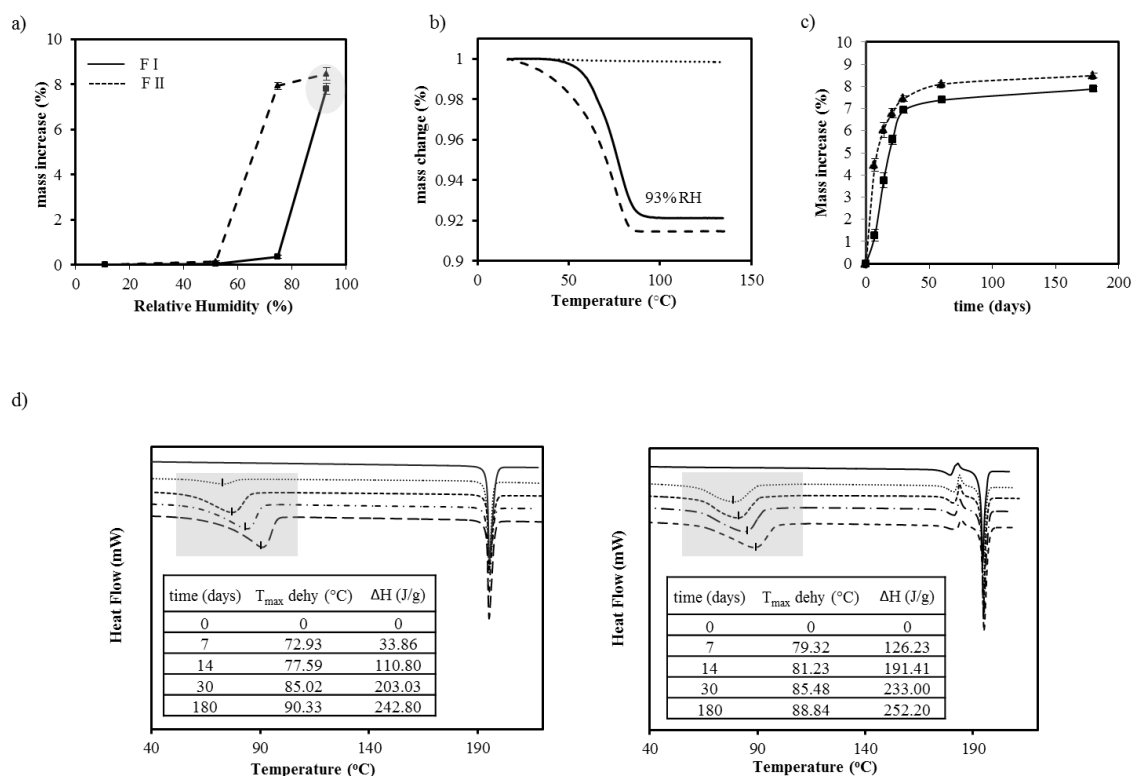 a)
10
8
6
4
2
0
mass increase (%)
F I
F II
0 20 40 60 80 100
Relative Humidity (%)
b)
1
0.98
0.96
0.94
0.92
0.9
mass change (%)
93% RH
0 50 100 150
Temperature (°C)
c)
10
9
8
7
6
5
4
3
2
1
0
Mass increase (%)
0 50 100 150 200
time (days)
d)
Heat Flow (mW)
time (days) Tmax dehy (°C) ΔH (J/g)
0 0 0
7 72.93 33.86
14 77.59 110.80
30 85.02 203.03
180 90.33 242.80
40 90 140 190
Temperature (°C)
Heat Flow (mW)
time (days) Tmax dehy (°C) ΔH (J/g)
0 0 0
7 79.32 126.23
14 81.23 191.41
30 85.48 233.00
180 88.84 252.20
40 90 140 190
Temperature (°C)